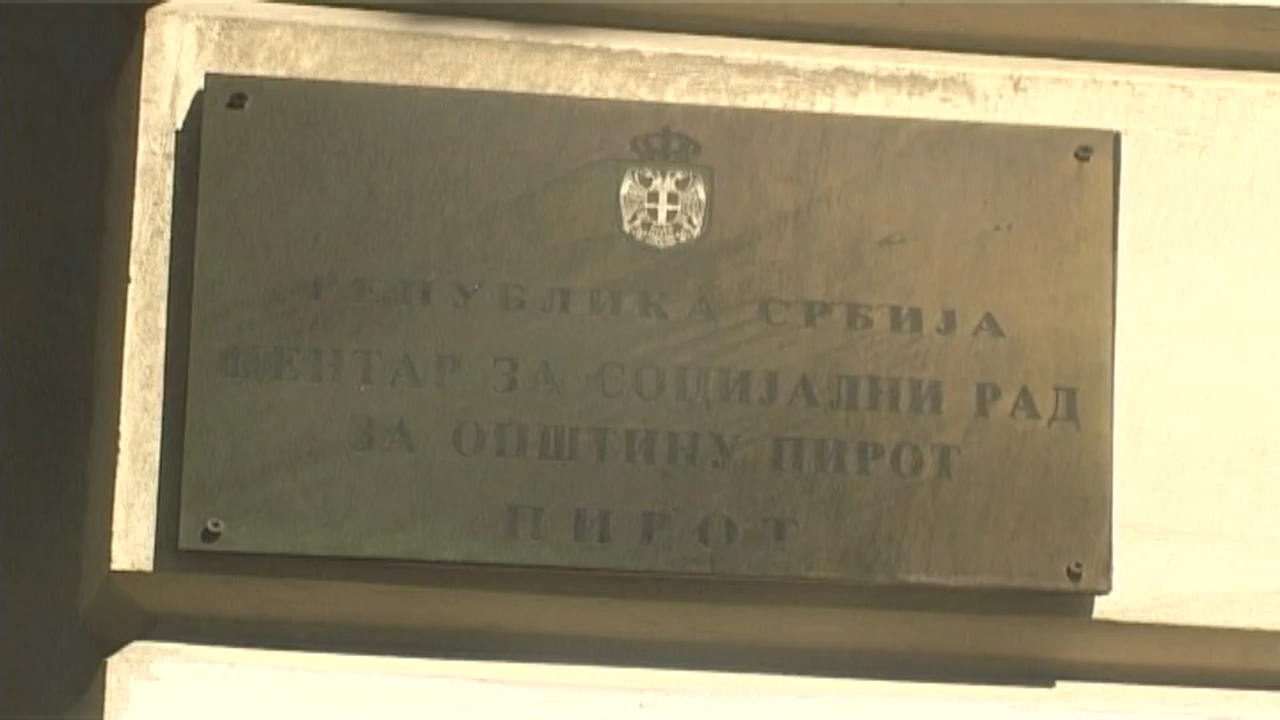 РЕПУБЛИКА СРБИЈА
ЦЕНТАР ЗА СОЦИЈАЛНИ РАД
ЗА ОПШТИНУ ПИРОТ
ПИРОТ